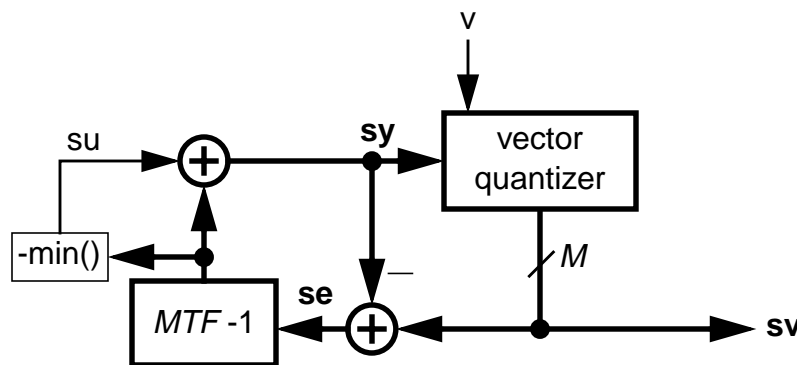 v
su
sy
vector
quantizer
-min()
M
se
MTF -1
sv